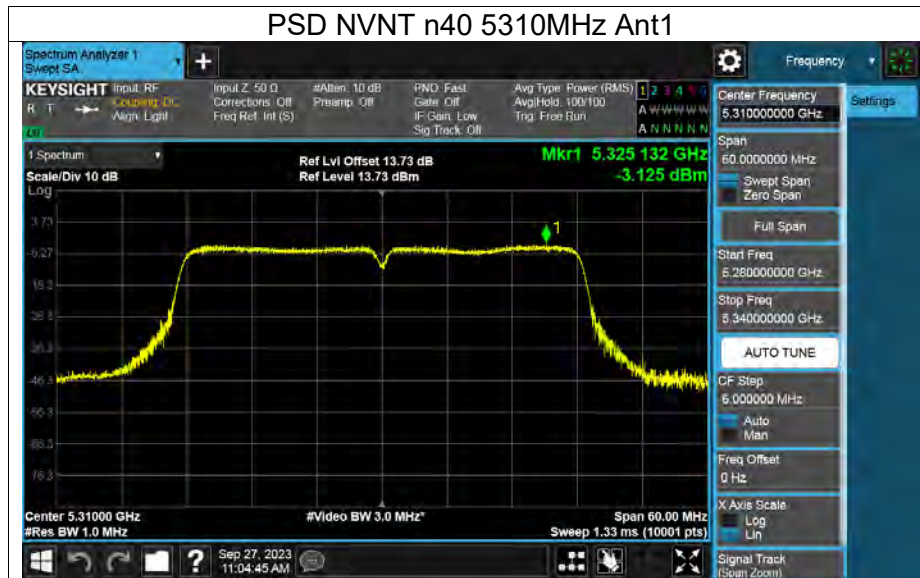 PSD NVNT n40 5310MHz Ant1
Spectrum Analyzer 1
Swept SA
+
Frequency
KEYSIGHT
R T
Input: RF
Coupling: DC
Align: Light
Input Z: 50 Ω
Corrections: Off
Freq Ref: Int (S)
#Atten: 10 dB
Preamp: Off
PNO: Fast
Gate: Off
IF Gain: Low
Sig Track: Off
Avg Type: Power (RMS)
Avg|Hold: 100/100
Trig: Free Run
1 2 3 4 5 6
A W W W W W
A N N N N N
1 Spectrum
Scale/Div 10 dB
Log
Ref Lvl Offset 13.73 dB
Ref Level 13.73 dBm
Mkr1 5.325 132 GHz
-3.125 dBm
3.73
-5.27
1
-46.3
Center 5.31000 GHz
#Res BW 1.0 MHz
#Video BW 3.0 MHz*
Span 60.00 MHz
Sweep 1.33 ms (10001 pts)
Sep 27, 2023
11:04:45 AM
?
Center Frequency
5.310000000 GHz
Settings
Span
60.0000000 MHz
Swept Span
Zero Span
Full Span
Start Freq
5.280000000 GHz
Stop Freq
5.340000000 GHz
AUTO TUNE
CF Step
6.000000 MHz
Auto
Man
Freq Offset
0 Hz
X Axis Scale
Log
Lin
Signal Track
(Span Zoom)